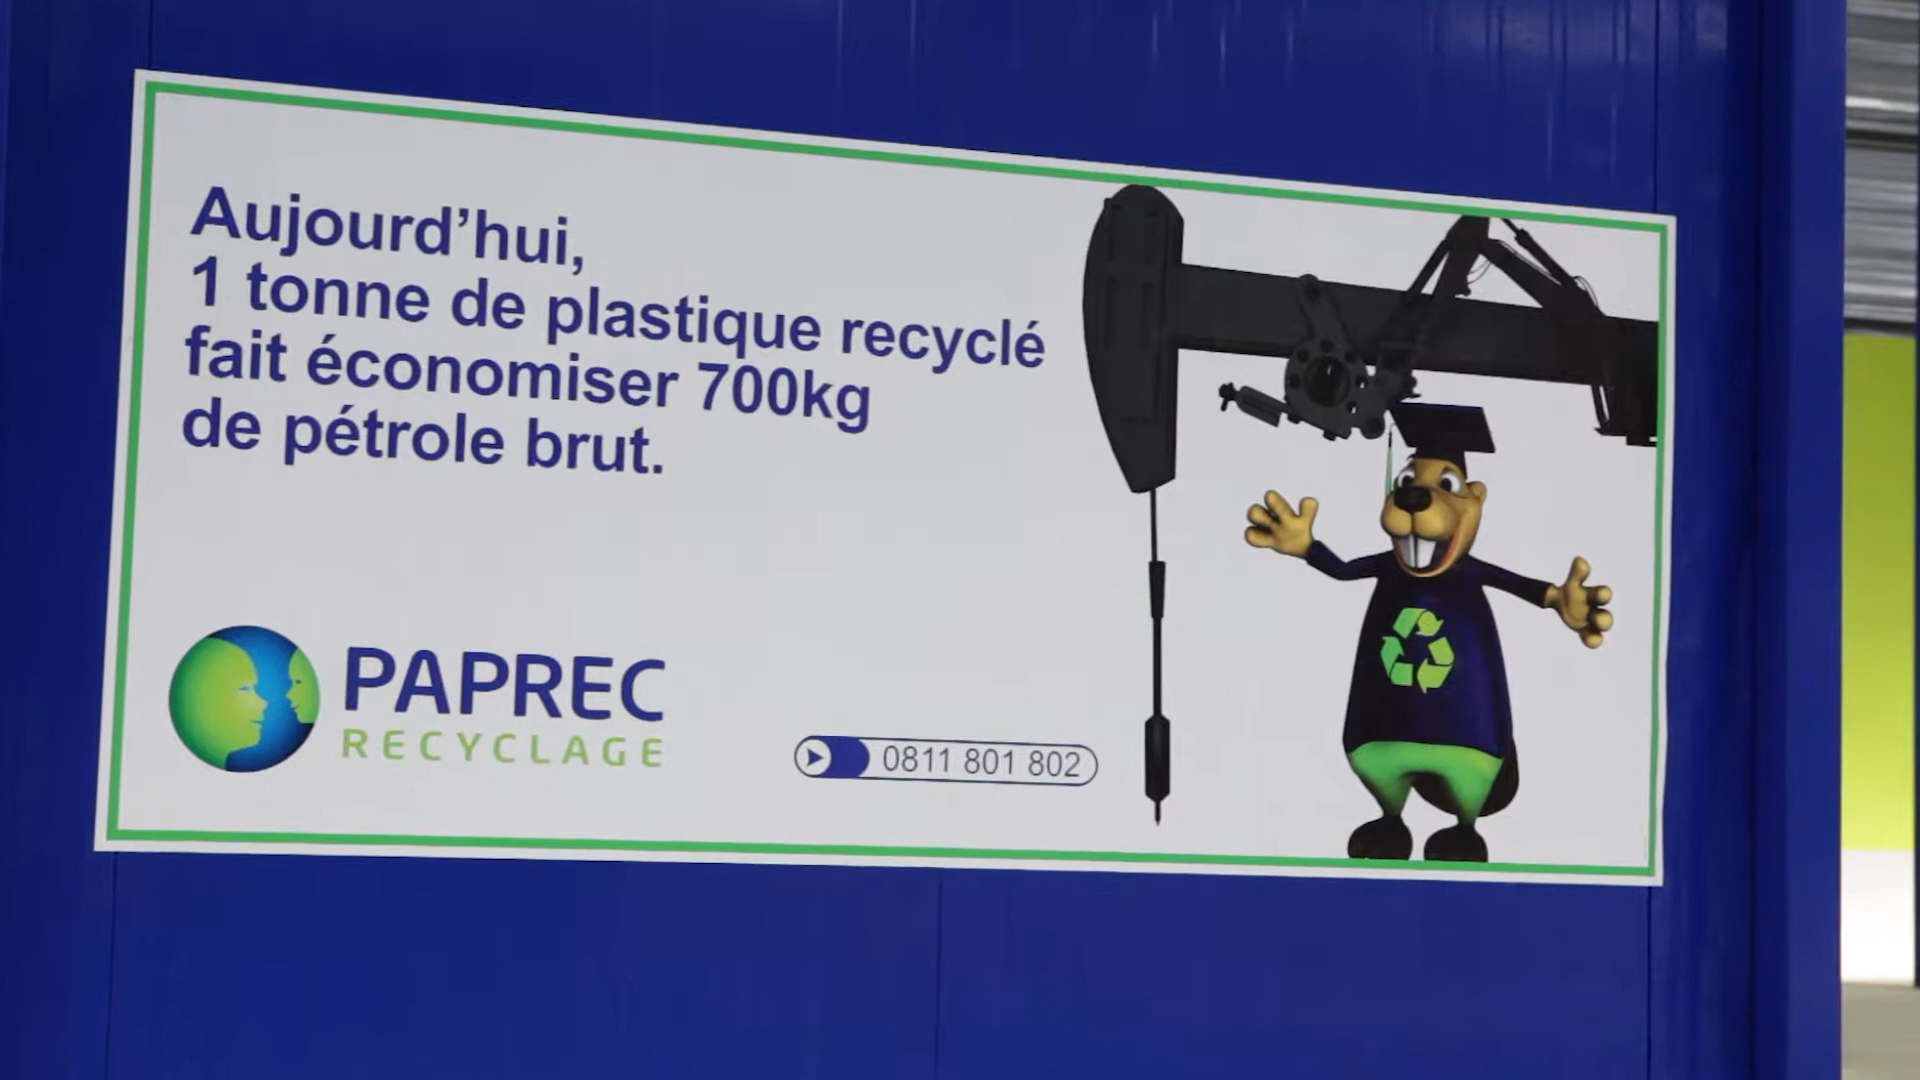 Aujourd’hui,
1 tonne de plastique recyclé
fait économiser 700kg
de pétrole brut.
PAPREC
RECYCLAGE
0811 801 802